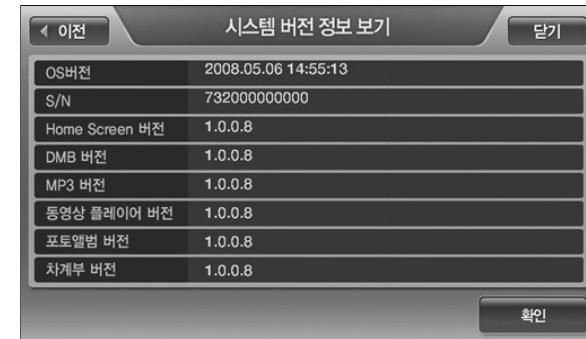 이전
시스템 버전 정보 보기
닫기
OS버전 2008.05.06 14:55:13
S/N 732000000000
Home Screen 버전 1.0.0.8
DMB 버전 1.0.0.8
MP3 버전 1.0.0.8
동영상 플레이어 버전 1.0.0.8
포토앨범 버전 1.0.0.8
차계부 버전 1.0.0.8
확인